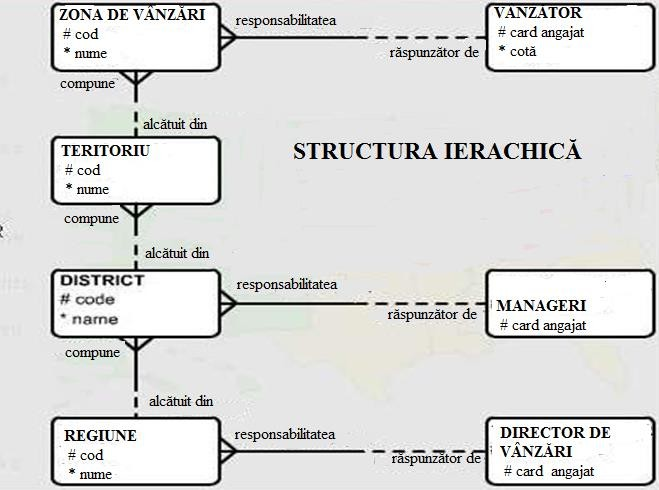 ZONA DE VÂNZĂRI
# cod
* nume
responsabilitatea
răspunzător de
VANZATOR
# card angajat
* cotă
compune
alcătuit din
TERITORIU
# cod
* nume
STRUCTURA IERACHICĂ
compune
alcătuit din
DISTRICT
# code
* name
responsabilitatea
răspunzător de
MANAGERI
# card angajat
compune
alcătuit din
REGIUNE
# cod
* nume
responsabilitatea
răspunzător de
DIRECTOR DE
VÂNZĂRI
# card angajat